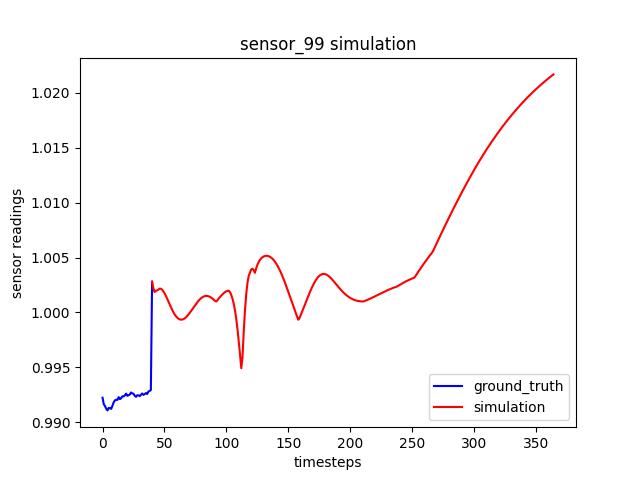 sensor_99 simulation
1.020
1.015
1.010
1.005
1.000
0.995
0.990
sensor readings
0 50 100 150 200 250 300 350
timesteps
ground_truth
simulation